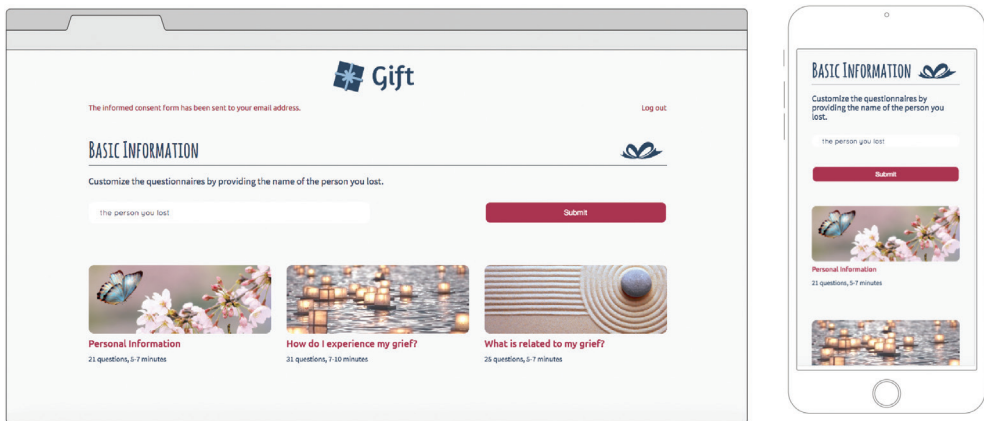 Gift
The informed consent form has been sent to your email address.
Log out
BASIC INFORMATION
Customize the questionnaires by providing the name of the person you lost.
the person you lost
Submit
Personal Information
21 questions, 5-7 minutes
How do I experience my grief?
31 questions, 7-10 minutes
What is related to my grief?
25 questions, 5-7 minutes
BASIC INFORMATION
Customize the questionnaires by
providing the name of the person you
lost.
the person you lost
Submit
Personal Information
21 questions, 5-7 minutes